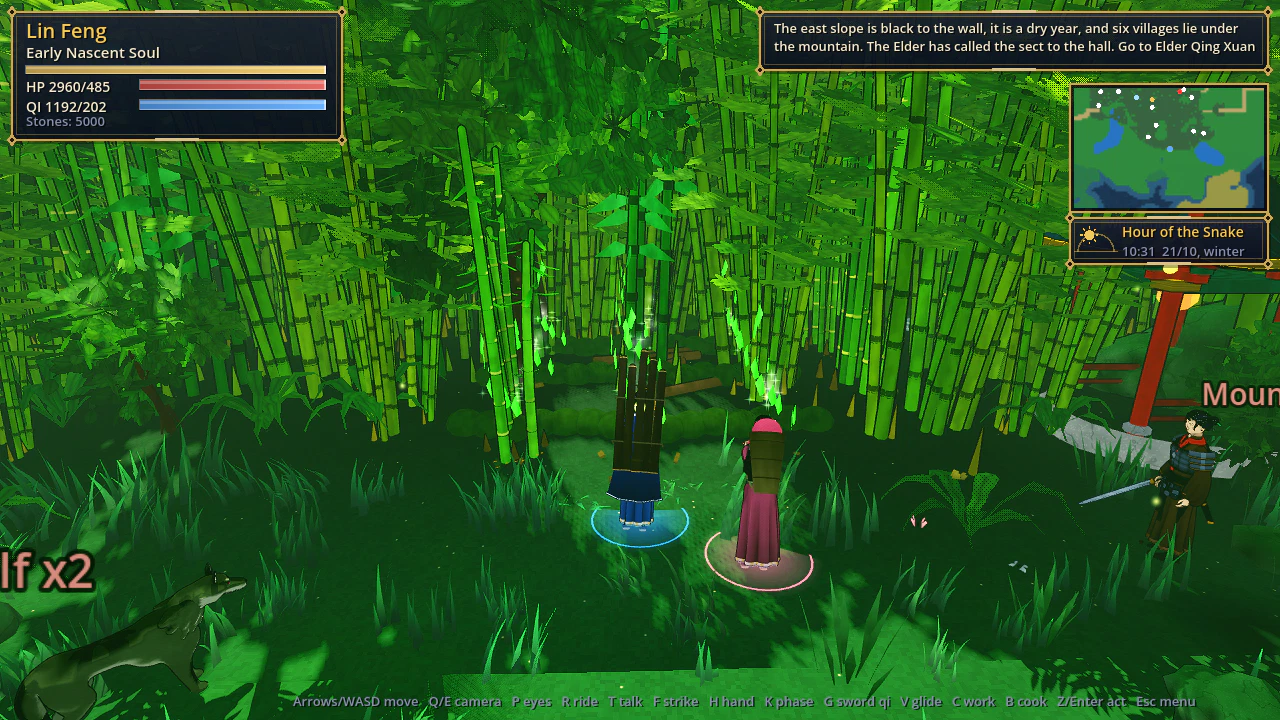 Lin Feng
Early Nascent Soul
HP 2960/485
QI 1192/202
Stones: 5000
The east slope is black to the wall, it is a dry year, and six villages lie under
the mountain. The Elder has called the sect to the hall. Go to Elder Qing Xuan
Hour of the Snake
10:31 21/10, winter
Moun
lf x2
Arrows/WASD move Q/E camera P eyes R ride T talk F strike H hand K phase G sword qi V glide C work B cook Z/Enter act Esc menu